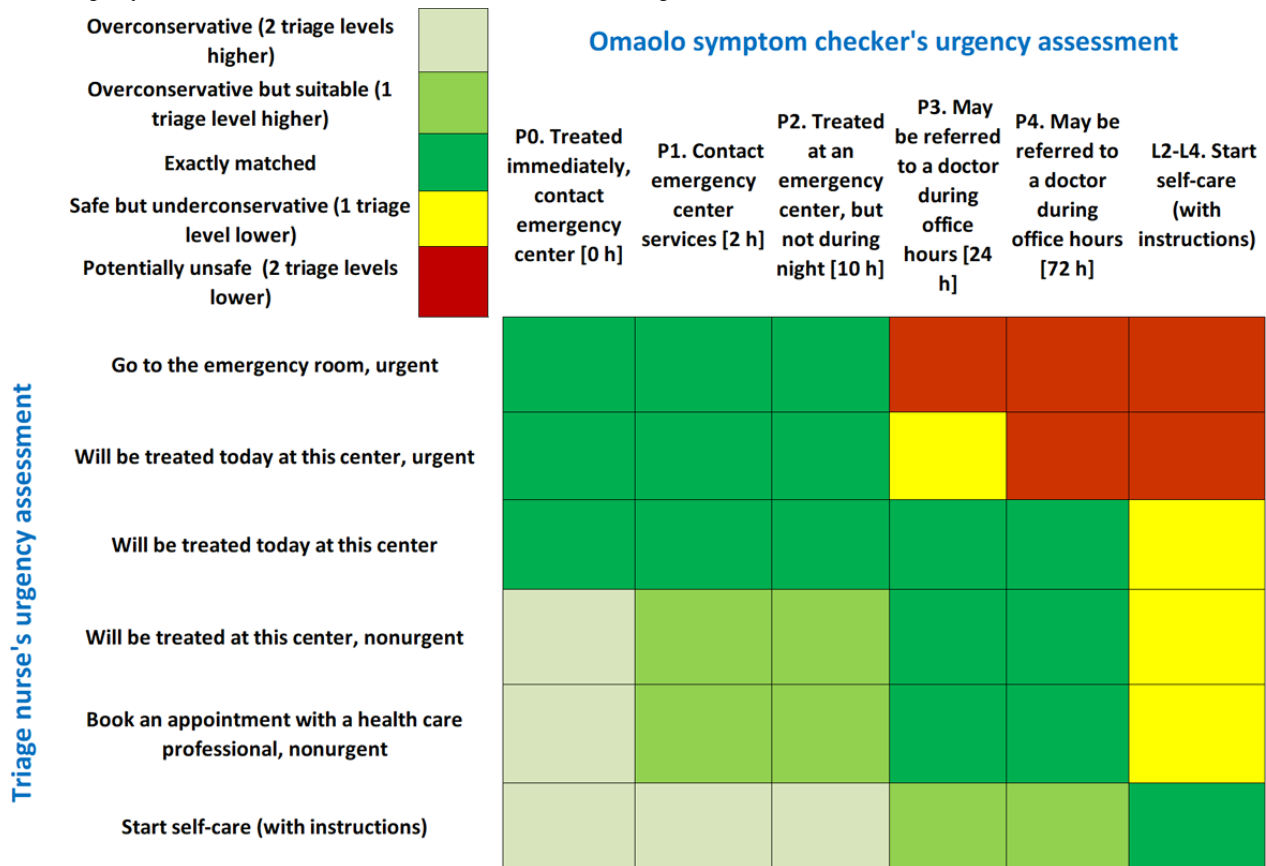 Overconservative (2 triage levels
higher)
Overconservative but suitable (1
triage level higher)
Exactly matched
Safe but underconservative (1 triage
level lower)
Potentially unsafe (2 triage levels
lower)
Omaolo symptom checker's urgency assessment
P0. Treated
immediately,
contact
emergency
center [0 h]
P1. Contact
emergency
center
services [2 h]
P2. Treated
at an
emergency
center, but
not during
night [10 h]
P3. May
be referred
to a doctor
during
office
hours [24
h]
P4. May be
referred to
a doctor
during
office hours
[72 h]
L2-L4. Start
self-care
(with
instructions)
Triage nurse's urgency assessment
Go to the emergency room, urgent
Will be treated today at this center, urgent
Will be treated today at this center
Will be treated at this center, nonurgent
Book an appointment with a health care
professional, nonurgent
Start self-care (with instructions)